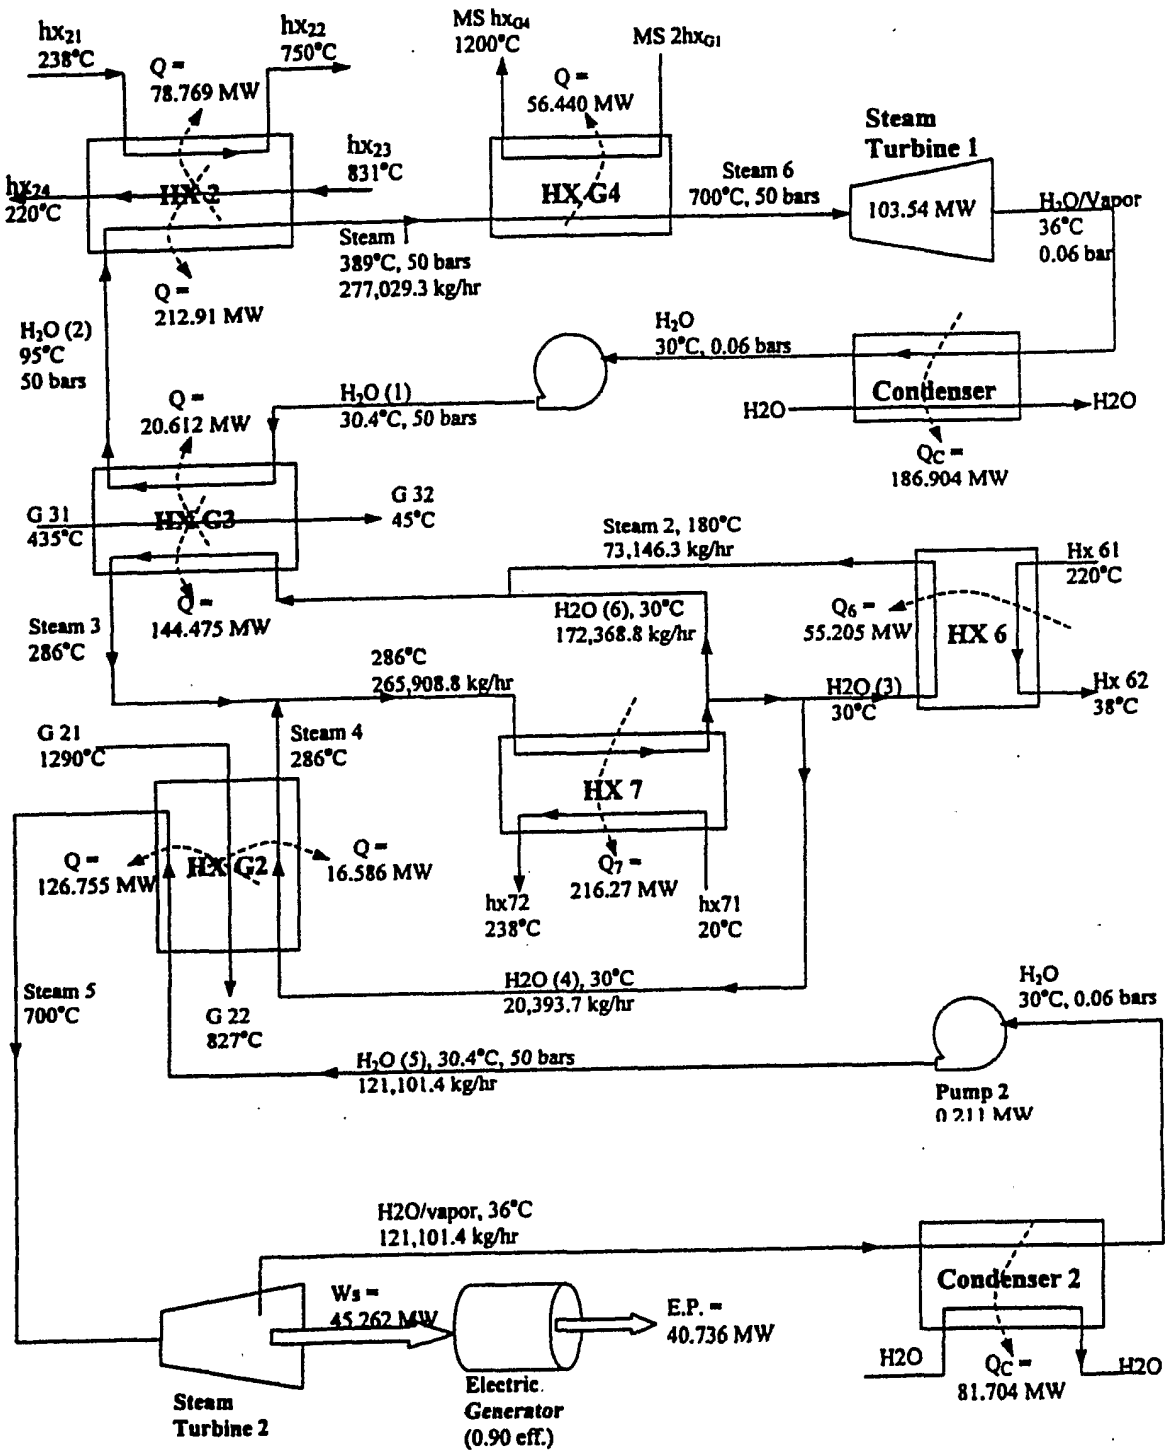 hx21
238°C
hx22
750°C
Q =
78.769 MW
MS hxG4
1200°C
MS 2hxG1
Q =
56.440 MW
Steam
Turbine 1
hx23
831°C
hx24
220°C
HX 2
HX G4
Steam 6
700°C, 50 bars
103.54 MW
H2O/Vapor
36°C
0.06 bar
Steam 1
389°C, 50 bars
277,029.3 kg/hr
Q =
212.91 MW
H2O (2)
95°C
50 bars
H2O
30°C, 0.06 bars
Condenser
H2O
H2O
QC =
186.904 MW
H2O (1)
30.4°C, 50 bars
Q =
20.612 MW
G 31
435°C
HX G3
G 32
45°C
Steam 2, 180°C
73,146.3 kg/hr
Hx 61
220°C
Q =
144.475 MW
H2O (6), 30°C
172,368.8 kg/hr
Q6 =
55.205 MW
HX 6
Steam 3
286°C
286°C
265,908.8 kg/hr
H2O (3)
30°C
Hx 62
38°C
G 21
1290°C
Steam 4
286°C
HX 7
Q =
126.755 MW
HX G2
Q =
16.586 MW
Q7 =
216.27 MW
hx72
238°C
hx71
20°C
Steam 5
700°C
G 22
827°C
H2O (4), 30°C
20,393.7 kg/hr
H2O
30°C, 0.06 bars
H2O (5), 30.4°C, 50 bars
121,101.4 kg/hr
Pump 2
0.211 MW
H2O/vapor, 36°C
121,101.4 kg/hr
Condenser 2
Ws =
45.262 MW
E.P. =
40.736 MW
H2O
QC =
81.704 MW
H2O
Steam
Turbine 2
Electric
Generator
(0.90 eff.)